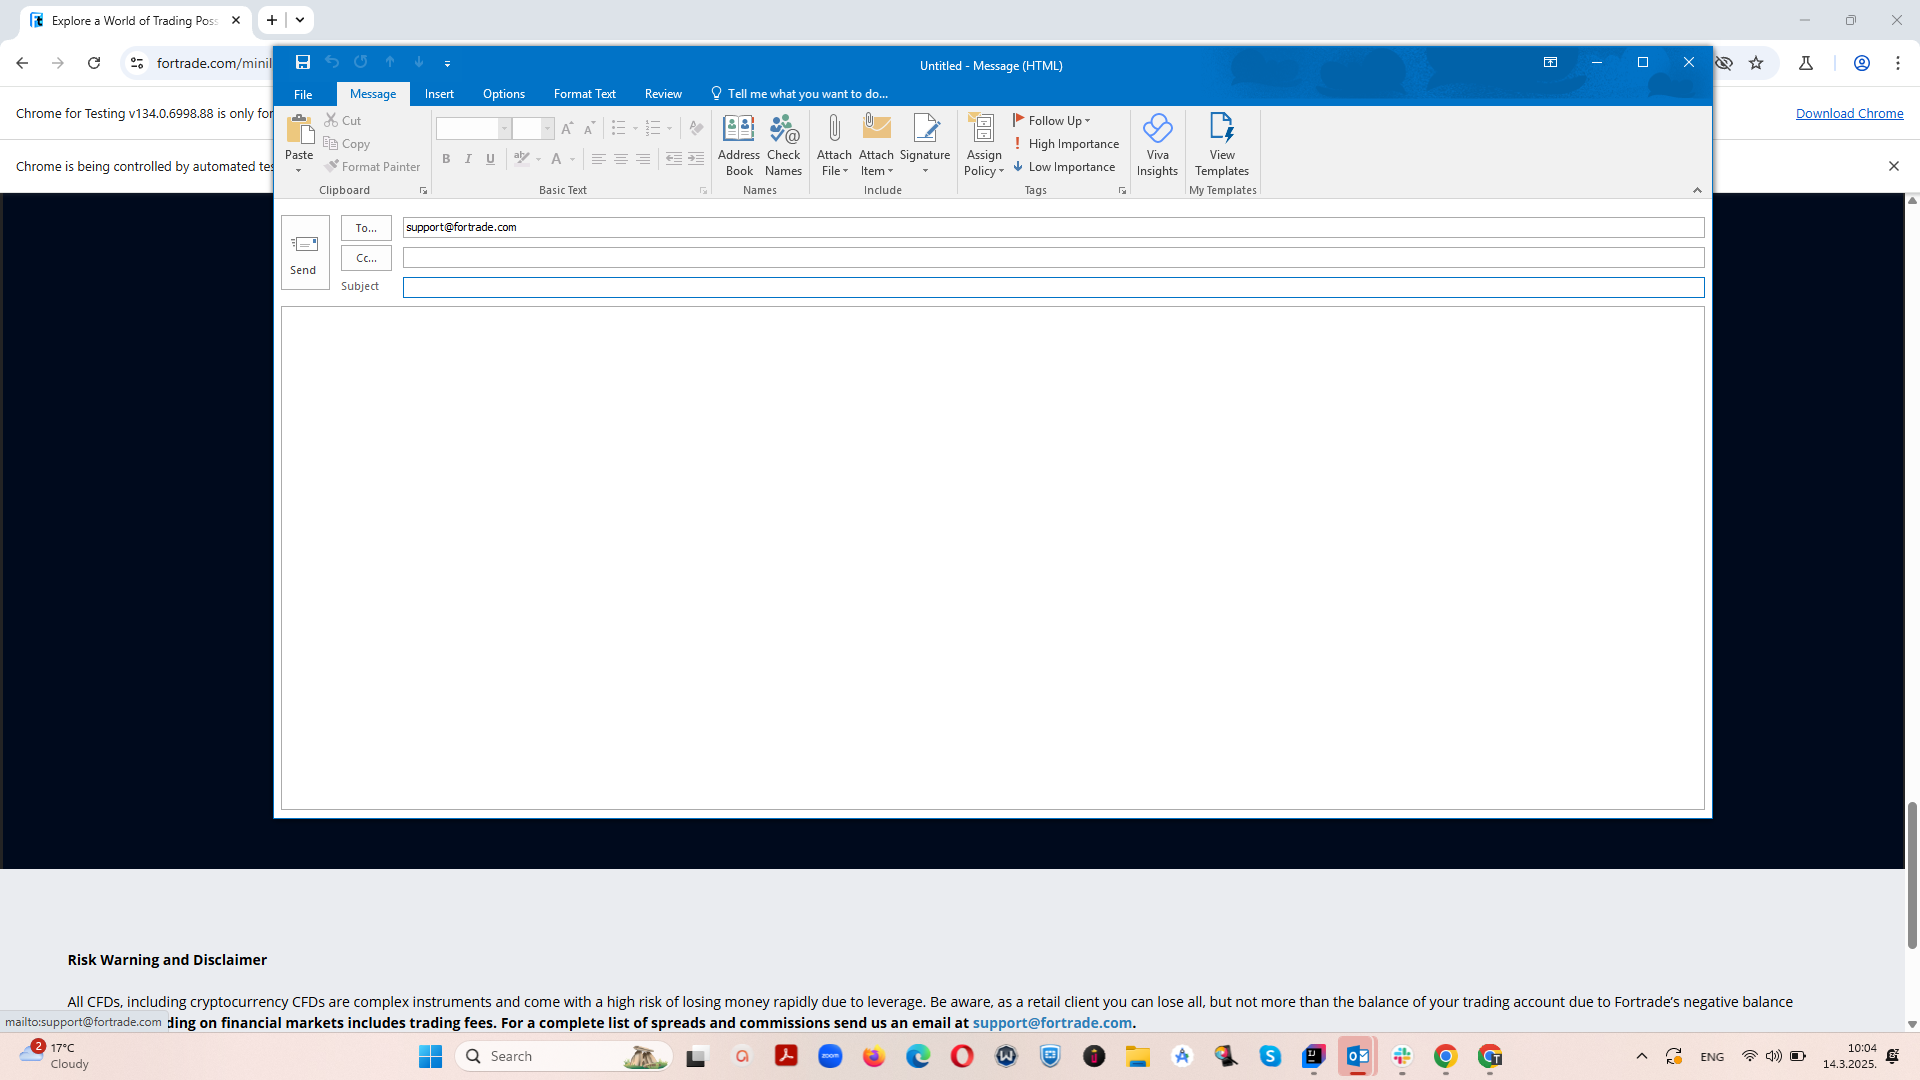 Explore a World of Trading Poss
fortrade.com/minil
Chrome for Testing v134.0.6998.88 is only for
Download Chrome
Chrome is being controlled by automated tes
Untitled - Message (HTML)
File
Message
Insert
Options
Format Text
Review
Tell me what you want to do...
Paste
Cut
Copy
Format Painter
Clipboard
B I U
A
Basic Text
Address Book
Check Names
Names
Attach File
Attach Item
Signature
Include
Assign Policy
Follow Up
High Importance
Low Importance
Tags
Viva Insights
View Templates
My Templates
Send
To...
support@fortrade.com
Cc...
Subject
Risk Warning and Disclaimer
All CFDs, including cryptocurrency CFDs are complex instruments and come with a high risk of losing money rapidly due to leverage. Be aware, as a retail client you can lose all, but not more than the balance of your trading account due to Fortrade's negative balance
ding on financial markets includes trading fees. For a complete list of spreads and commissions send us an email at support@fortrade.com.
mailto:support@fortrade.com
2
17°C
Cloudy
Search
zoom
ENG
10:04
14.3.2025.